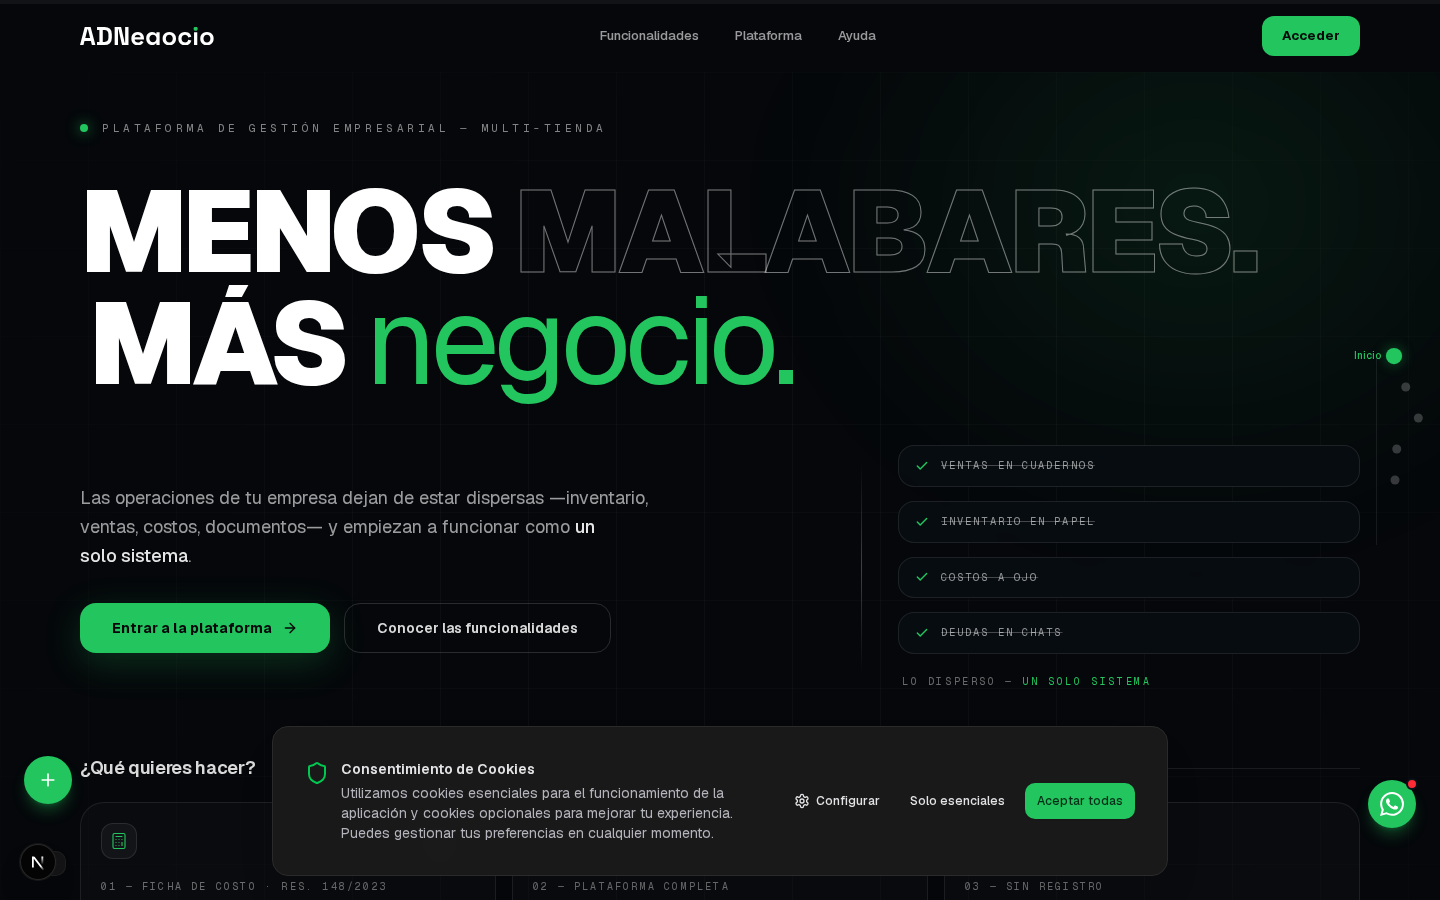 ADNeaocio
Funcionalidades
Plataforma
Ayuda
Acceder
PLATAFORMA DE GESTIÓN EMPRESARIAL — MULTI-TIENDA
MENOS MALABARES.
MÁS negocio.
Inicio
Las operaciones de tu empresa dejan de estar dispersas —inventario,
ventas, costos, documentos— y empiezan a funcionar como un
solo sistema.
Entrar a la plataforma
Conocer las funcionalidades
VENTAS EN CUADERNOS
INVENTARIO EN PAPEL
COSTOS A OJO
DEUDAS EN CHATS
LO DISPERSO — UN SOLO SISTEMA
¿Qué quieres hacer?
Consentimiento de Cookies
Utilizamos cookies esenciales para el funcionamiento de la
aplicación y cookies opcionales para mejorar tu experiencia.
Puedes gestionar tus preferencias en cualquier momento.
Configurar
Solo esenciales
Aceptar todas
01 — FICHA DE COSTO · RES. 148/2023
02 — PLATAFORMA COMPLETA
03 — SIN REGISTRO